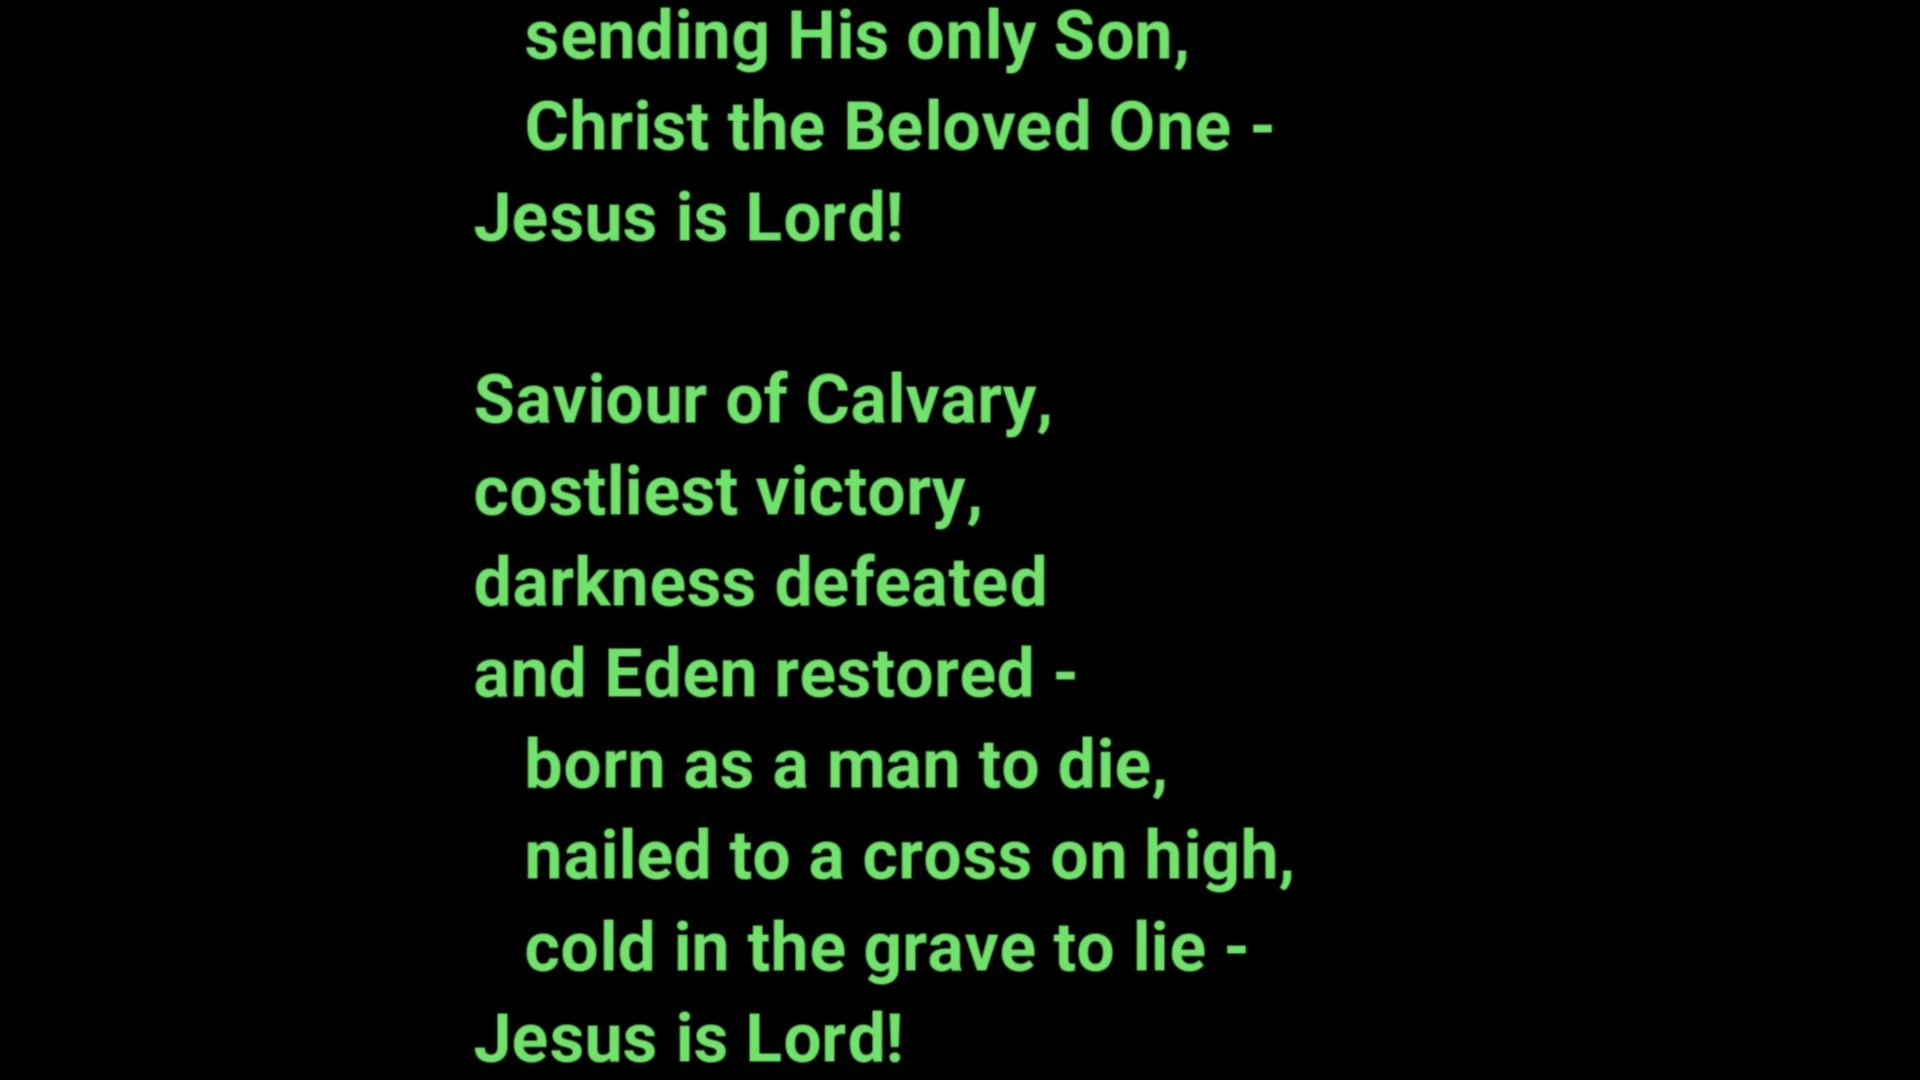 sending His only Son,
Christ the Beloved One -
Jesus is Lord!

Saviour of Calvary,
costliest victory,
darkness defeated
and Eden restored -
born as a man to die,
nailed to a cross on high,
cold in the grave to lie -
Jesus is Lord!